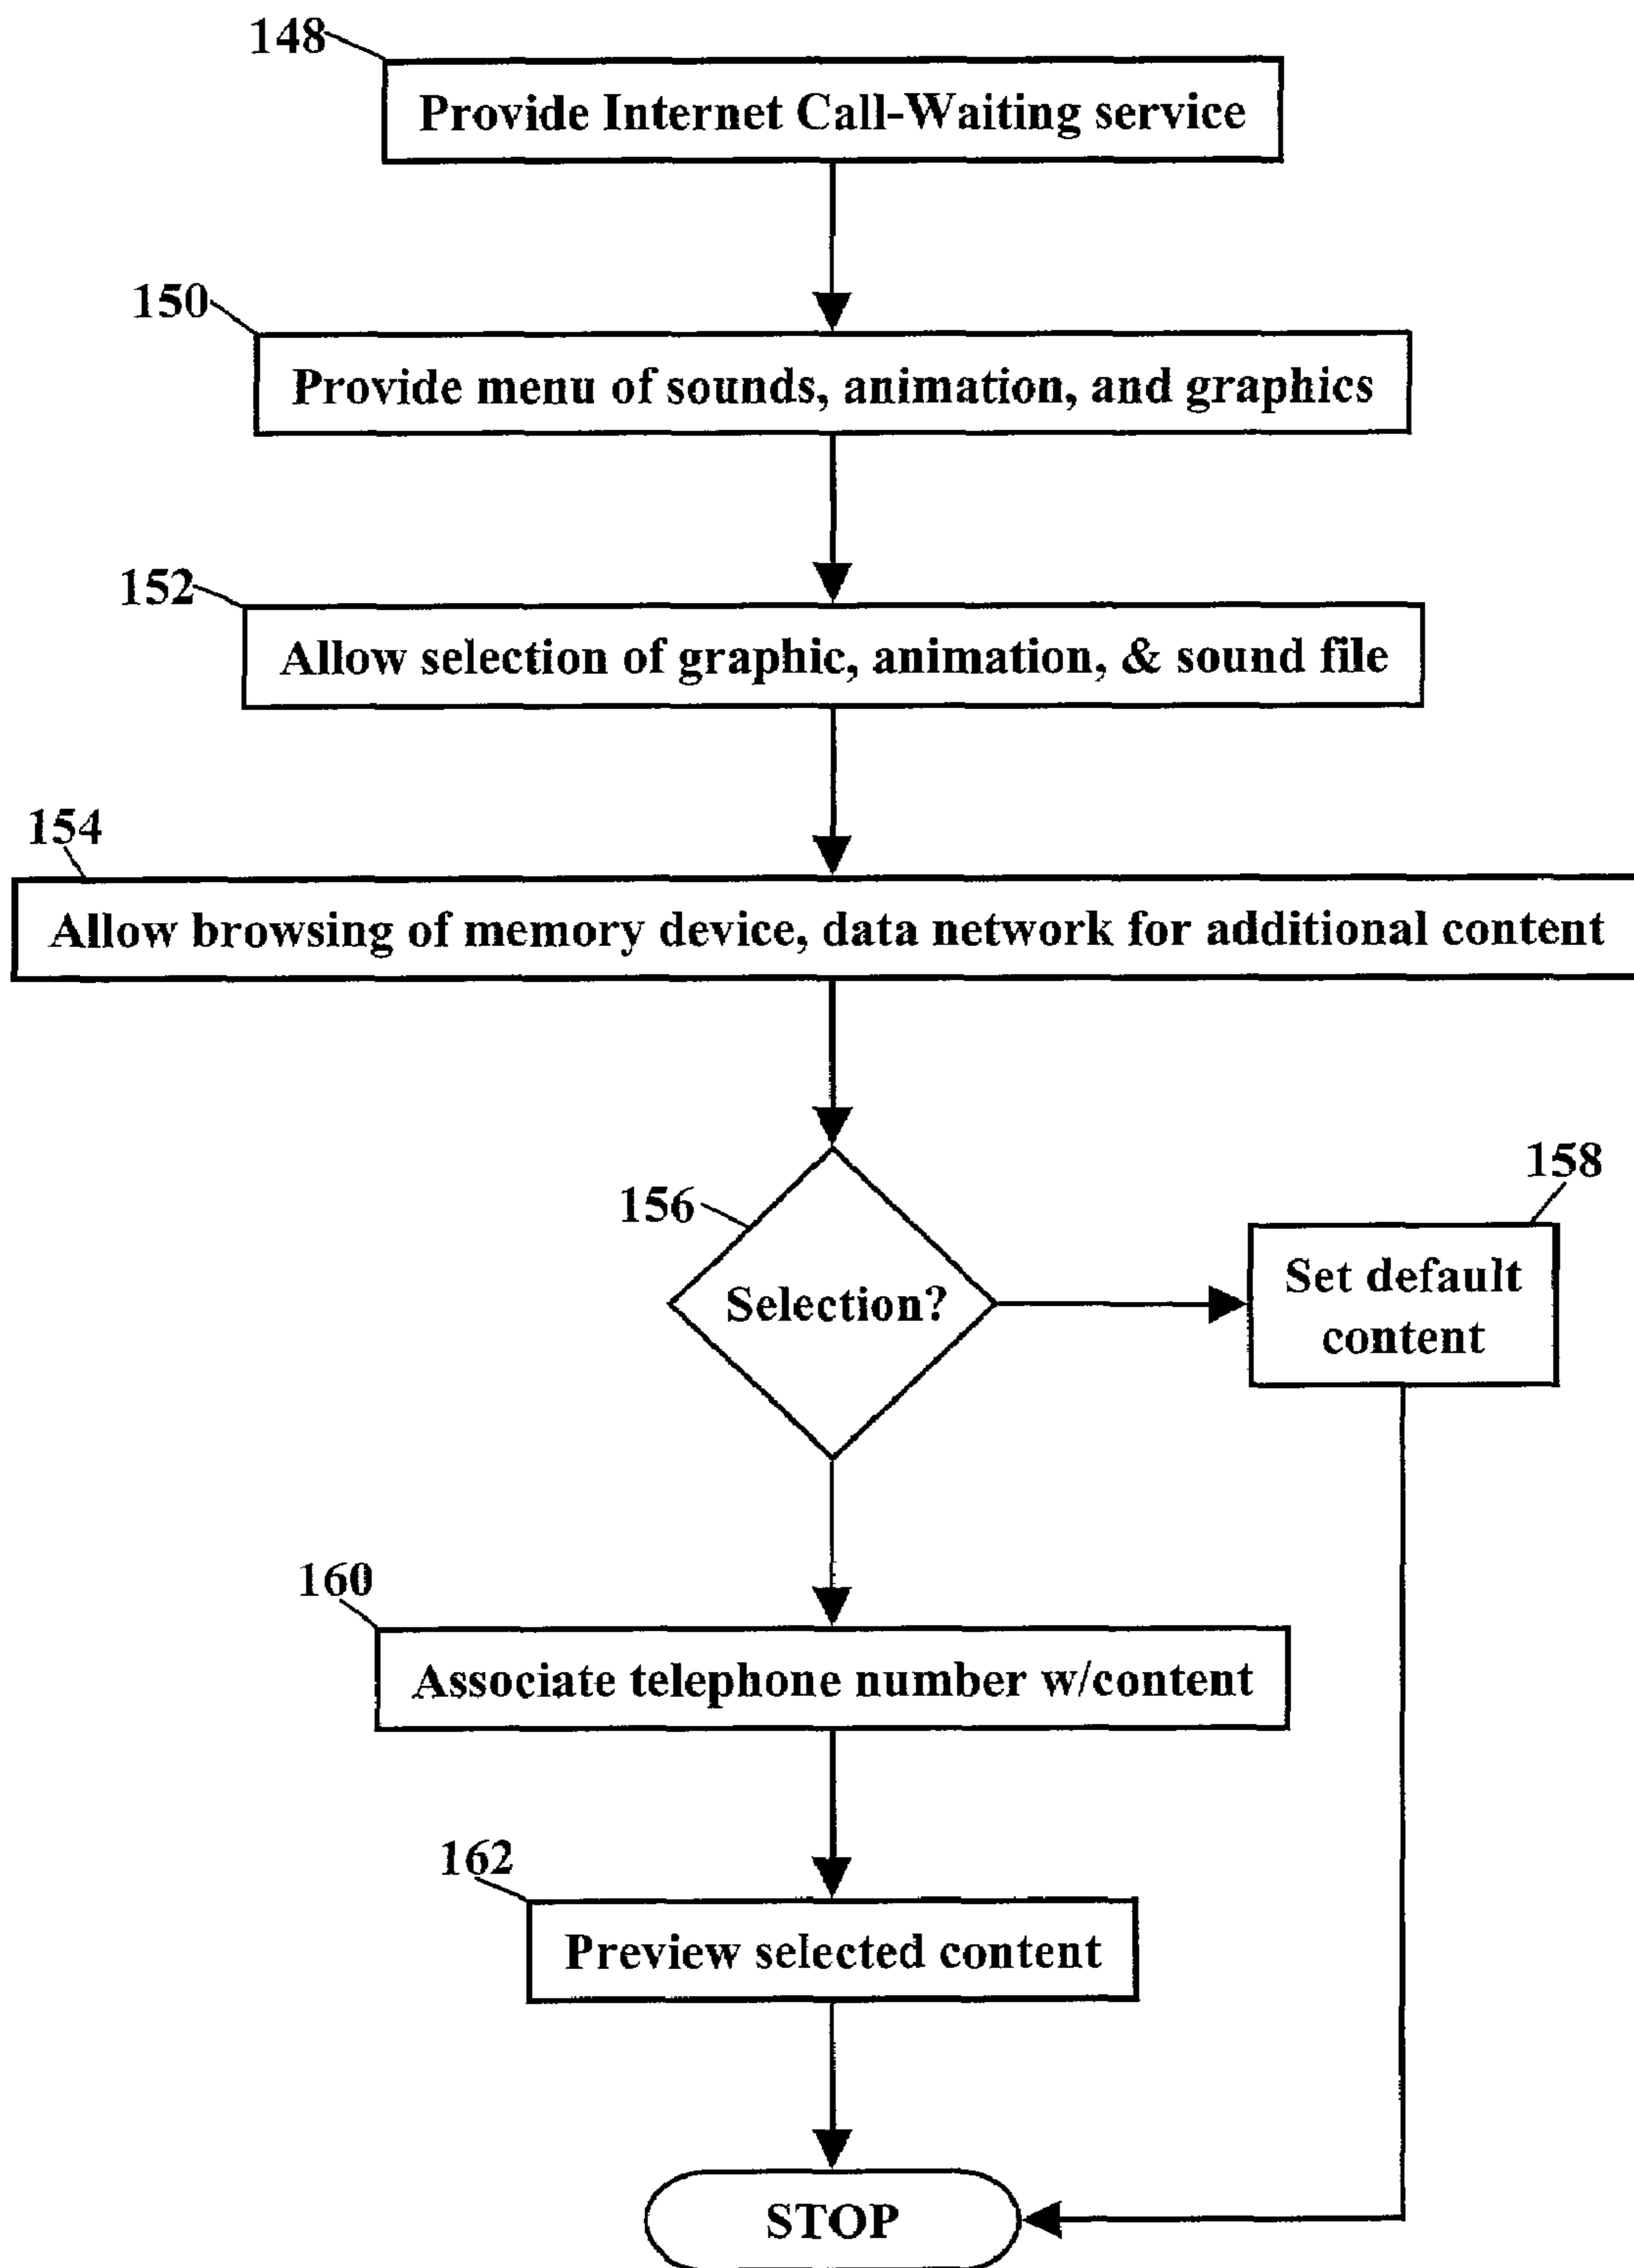 148
Provide Internet Call-Waiting service
150
Provide menu of sounds, animation, and graphics
152
Allow selection of graphic, animation, & sound file
154
Allow browsing of memory device, data network for additional content
156
Selection?
158
Set default
content
160
Associate telephone number w/content
162
Preview selected content
STOP